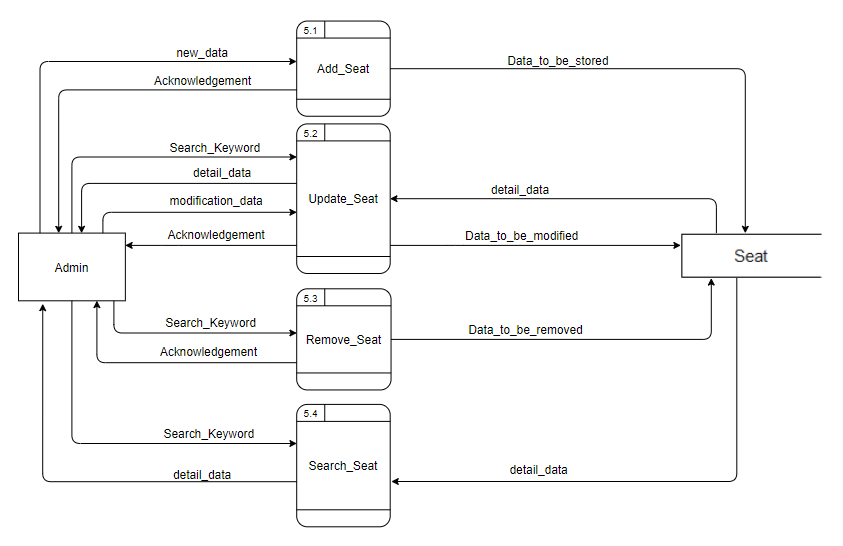 5.1
new_data
Add_Seat
Data_to_be_stored
Acknowledgement
5.2
Search_Keyword
detail_data
modification_data
Update_Seat
detail_data
Acknowledgement
Data_to_be_modified
Admin
Seat
5.3
Search_Keyword
Remove_Seat
Data_to_be_removed
Acknowledgement
5.4
Search_Keyword
Search_Seat
detail_data
detail_data